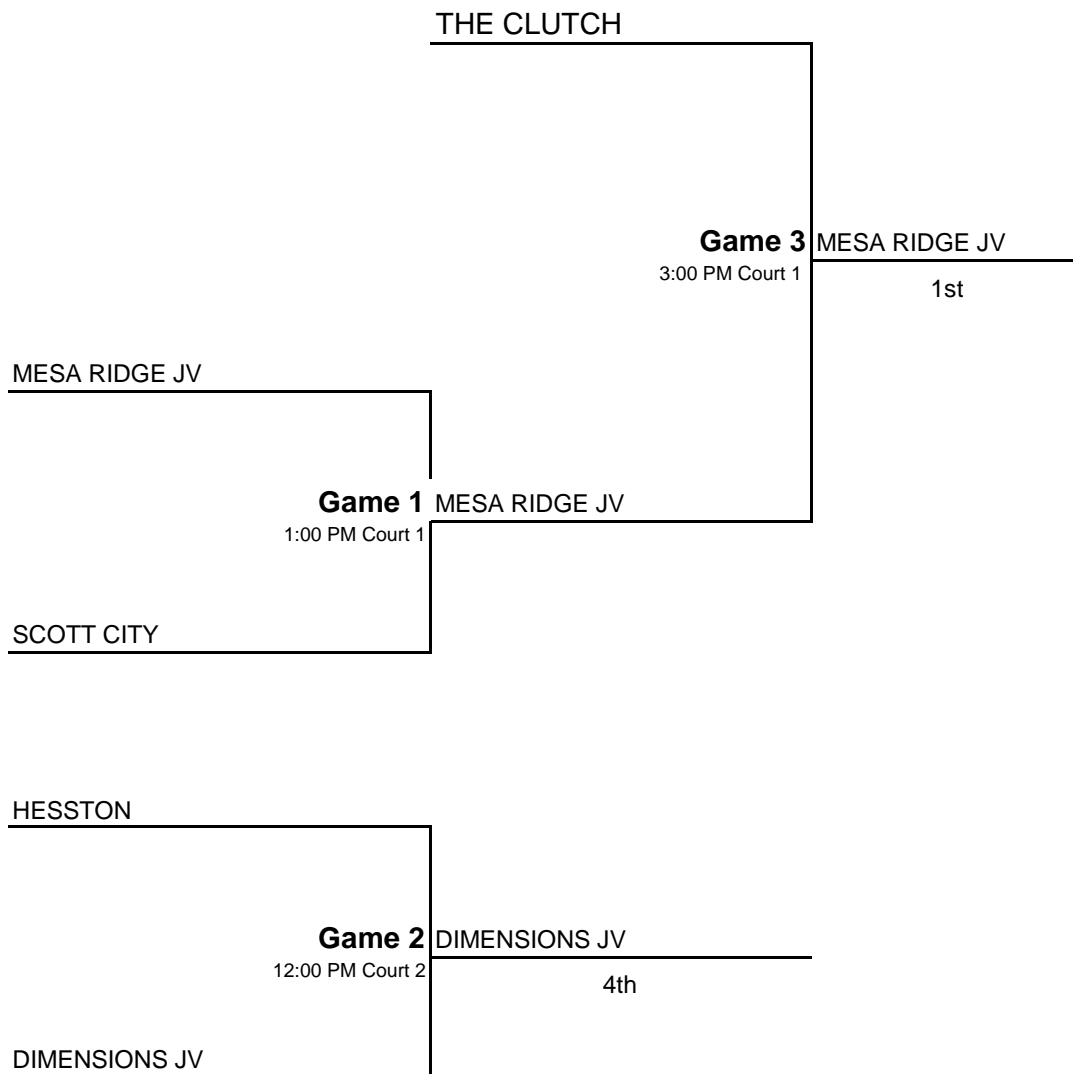 THE CLUTCH
Game 3 MESA RIDGE JV
3:00 PM Court 1
1st
MESA RIDGE JV
Game 1 MESA RIDGE JV
1:00 PM Court 1
SCOTT CITY
HESSTON
Game 2 DIMENSIONS JV
12:00 PM Court 2
4th
DIMENSIONS JV